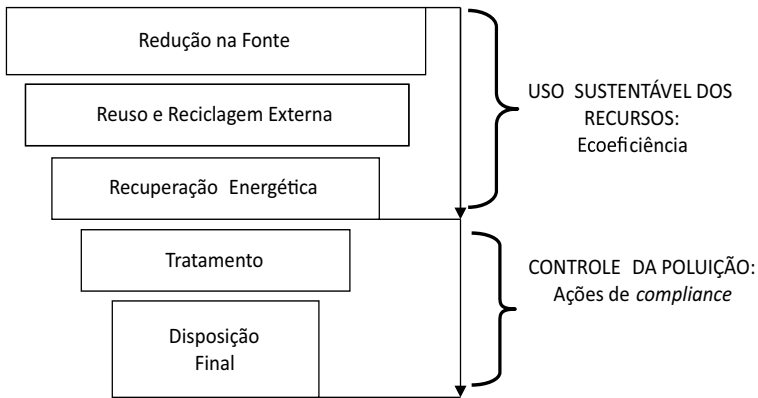 Redução na Fonte
Reuso e Reciclagem Externa
Recuperação Energética
Tratamento
Disposição
Final
USO SUSTENTÁVEL DOS
RECURSOS:
Ecoeficiência
CONTROLE DA POLUIÇÃO:
Ações de compliance